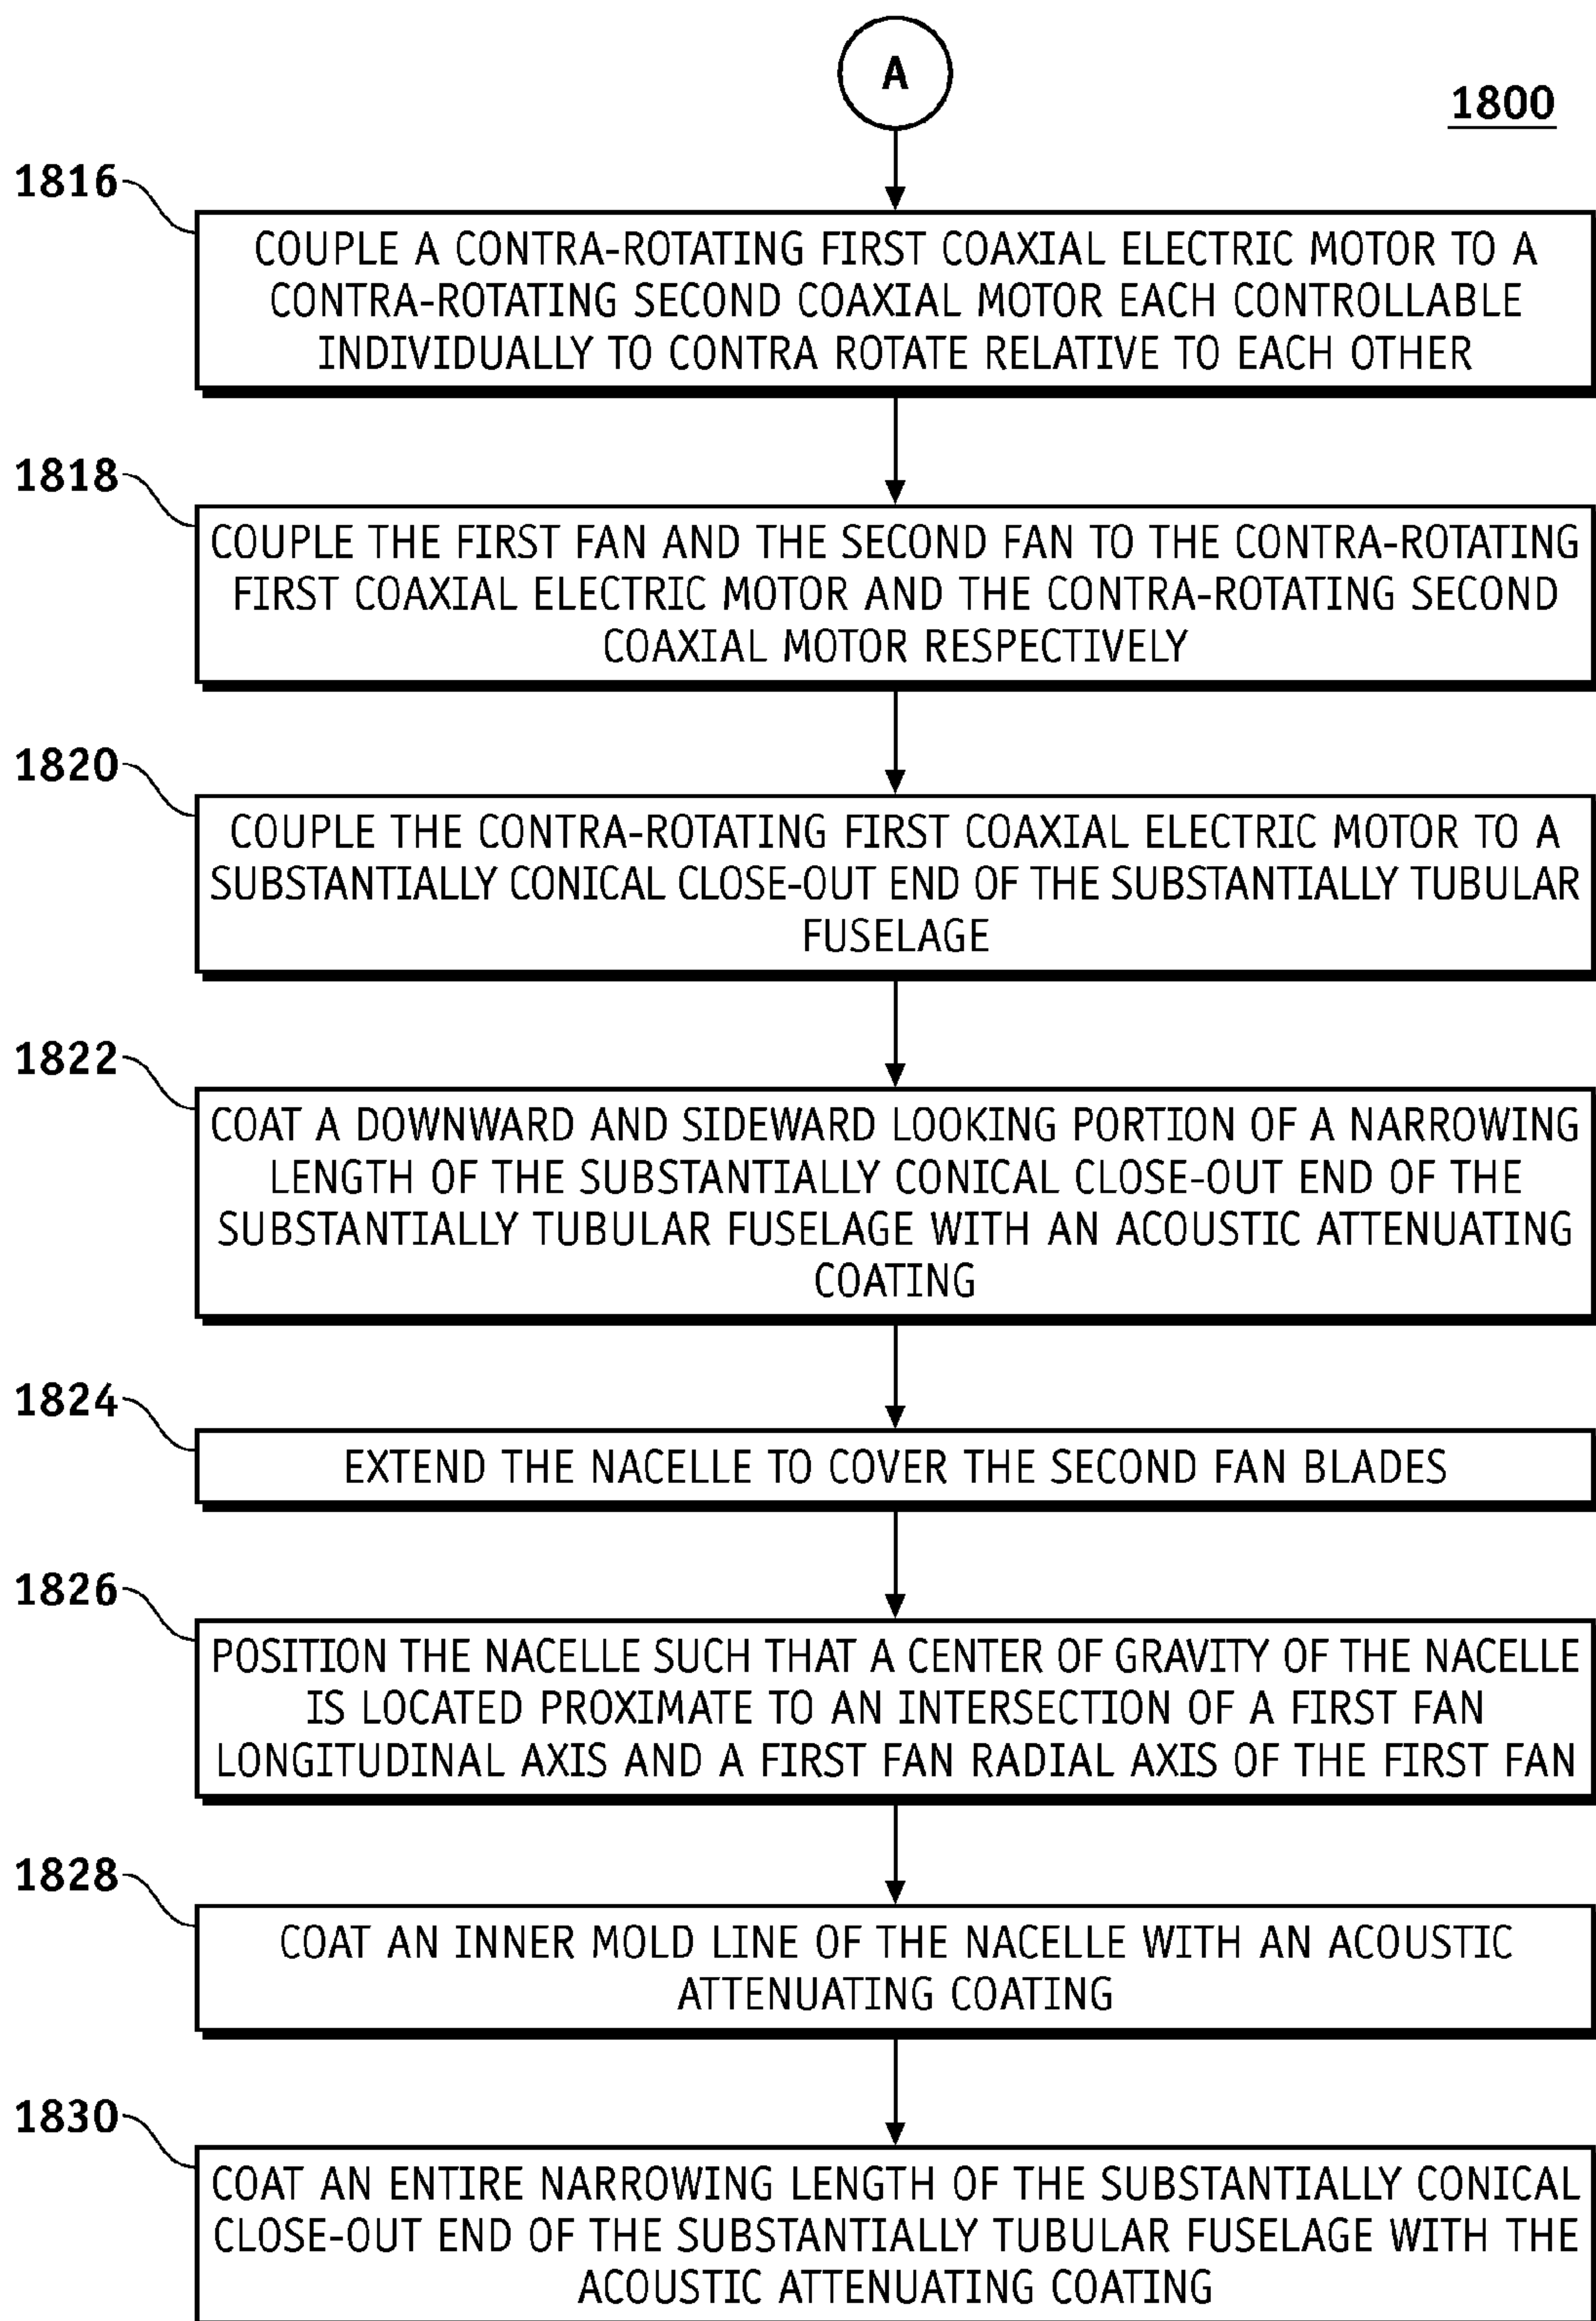 A
1800
1816
COUPLE A CONTRA-ROTATING FIRST COAXIAL ELECTRIC MOTOR TO A
CONTRA-ROTATING SECOND COAXIAL MOTOR EACH CONTROLLABLE
INDIVIDUALLY TO CONTRA ROTATE RELATIVE TO EACH OTHER
1818
COUPLE THE FIRST FAN AND THE SECOND FAN TO THE CONTRA-ROTATING
FIRST COAXIAL ELECTRIC MOTOR AND THE CONTRA-ROTATING SECOND
COAXIAL MOTOR RESPECTIVELY
1820
COUPLE THE CONTRA-ROTATING FIRST COAXIAL ELECTRIC MOTOR TO A
SUBSTANTIALLY CONICAL CLOSE-OUT END OF THE SUBSTANTIALLY TUBULAR
FUSELAGE
1822
COAT A DOWNWARD AND SIDEWARD LOOKING PORTION OF A NARROWING
LENGTH OF THE SUBSTANTIALLY CONICAL CLOSE-OUT END OF THE
SUBSTANTIALLY TUBULAR FUSELAGE WITH AN ACOUSTIC ATTENUATING
COATING
1824
EXTEND THE NACELLE TO COVER THE SECOND FAN BLADES
1826
POSITION THE NACELLE SUCH THAT A CENTER OF GRAVITY OF THE NACELLE
IS LOCATED PROXIMATE TO AN INTERSECTION OF A FIRST FAN
LONGITUDINAL AXIS AND A FIRST FAN RADIAL AXIS OF THE FIRST FAN
1828
COAT AN INNER MOLD LINE OF THE NACELLE WITH AN ACOUSTIC
ATTENUATING COATING
1830
COAT AN ENTIRE NARROWING LENGTH OF THE SUBSTANTIALLY CONICAL
CLOSE-OUT END OF THE SUBSTANTIALLY TUBULAR FUSELAGE WITH THE
ACOUSTIC ATTENUATING COATING